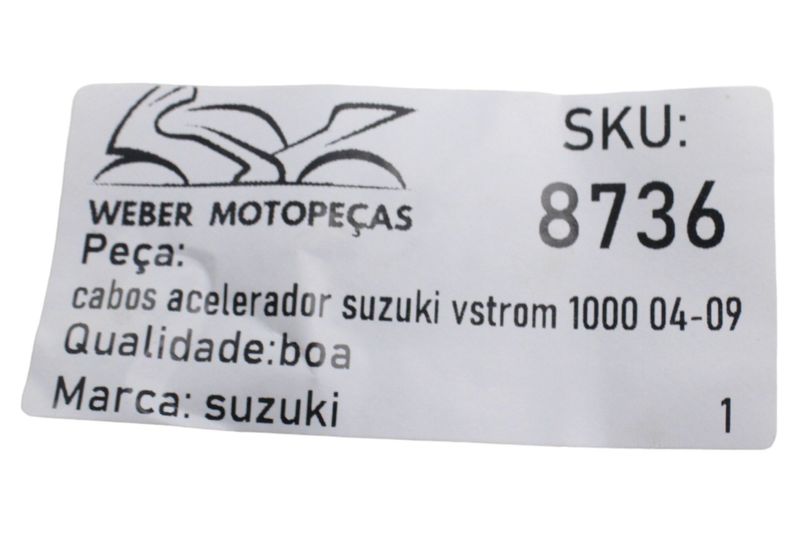 WEBER MOTOPEÇAS
SKU:
8736
Peça:
cabos acelerador suzuki vstrom 1000 04-09
Qualidade:boa
Marca: suzuki
1